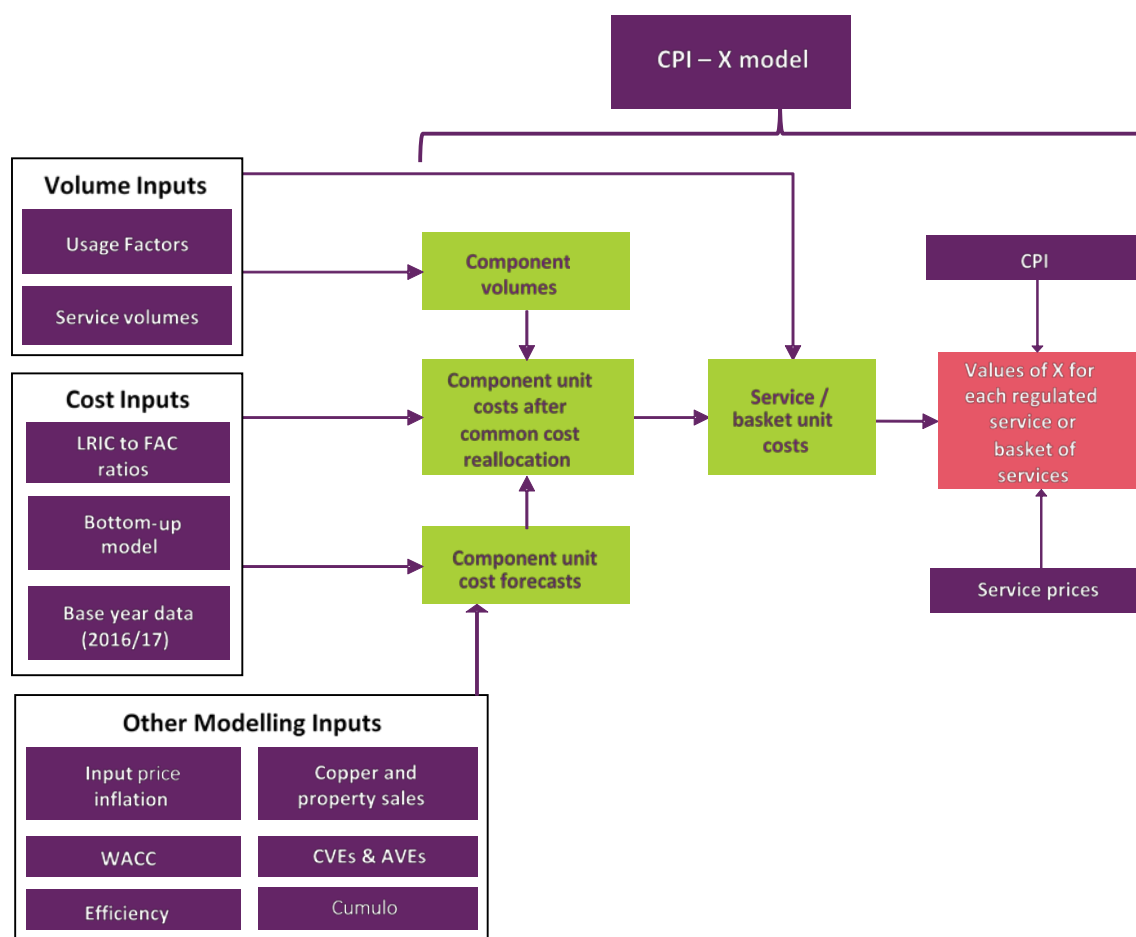 CPI – X model
Volume Inputs
Usage Factors
Service volumes
Component
volumes
CPI
Cost Inputs
LRIC to FAC
ratios
Bottom-up
model
Base year data
(2016/17)
Component unit
costs after
common cost
reallocation
Service /
basket unit
costs
Values of X for
each regulated
service or
basket of
services
Component unit
cost forecasts
Service prices
Other Modelling Inputs
Input price
inflation
Copper and
property sales
WACC
CVEs & AVEs
Efficiency
Cumulo